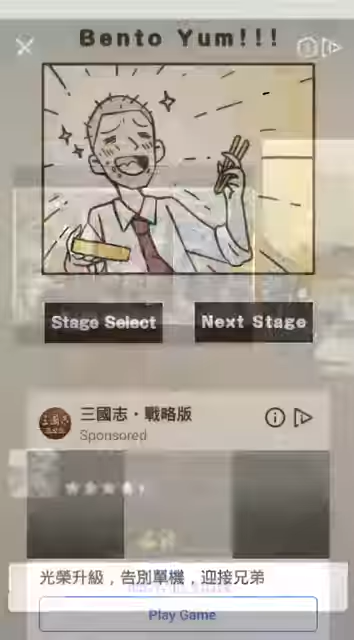 Bento Yum!!!
Stage Select
Next Stage
三國志・戰略版
Sponsored
光榮升級，告別單機，迎接兄弟
Play Game